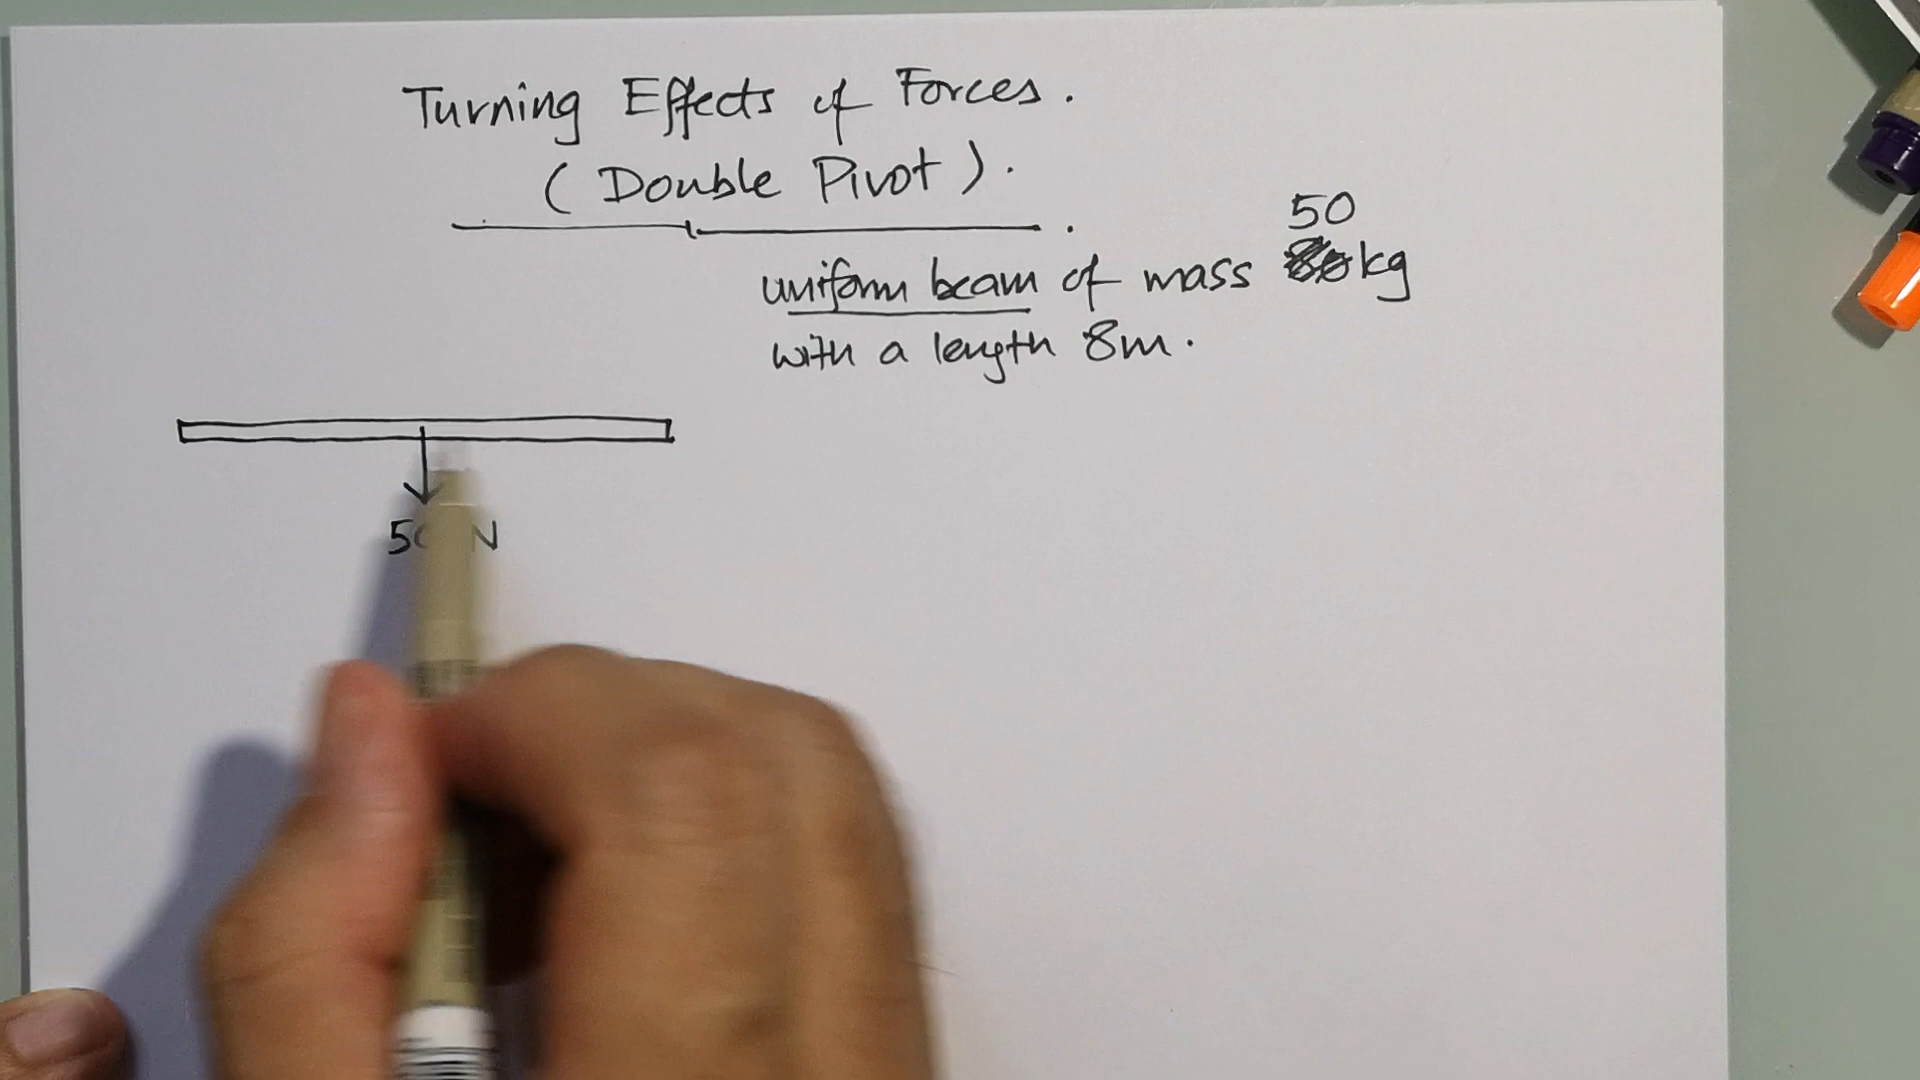 Turning Effects of Forces.
(Double Pivot).
50
uniform beam of mass kg
with a length 8m.
N